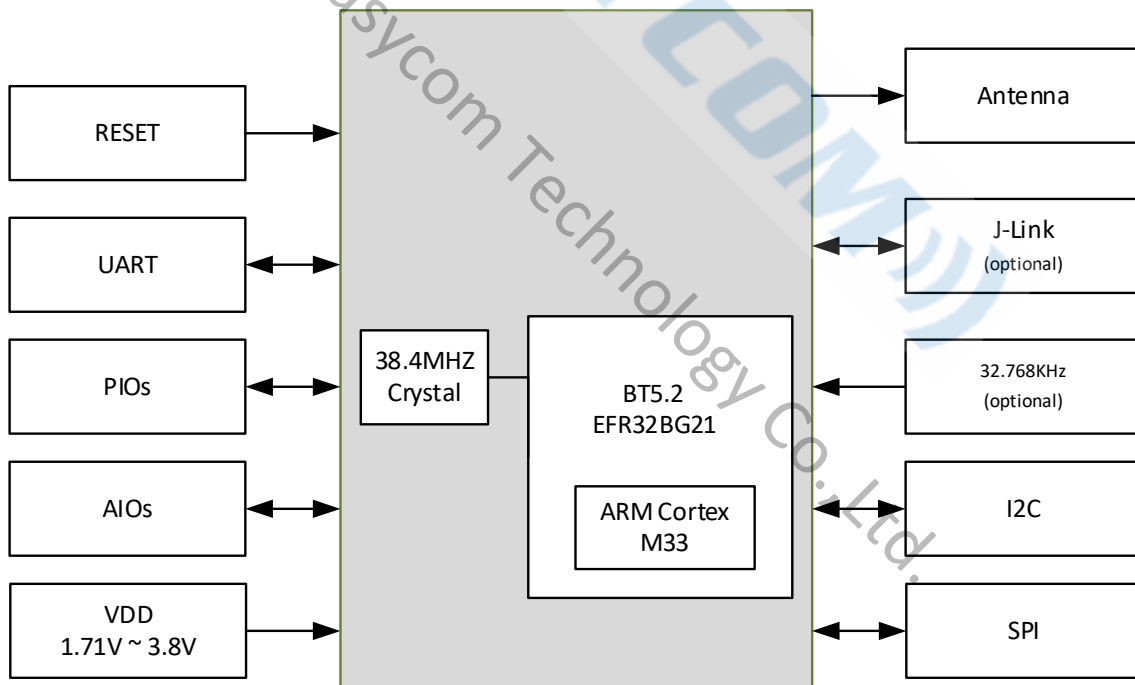 RESET
UART
PIOs
AIOs
VDD
1.71V ~ 3.8V
38.4MHZ
Crystal
BT5.2
EFR32BG21
ARM Cortex
M33
Antenna
J-Link
(optional)
32.768KHz
(optional)
I2C
SPI
Technology Co.,Ltd.
COM